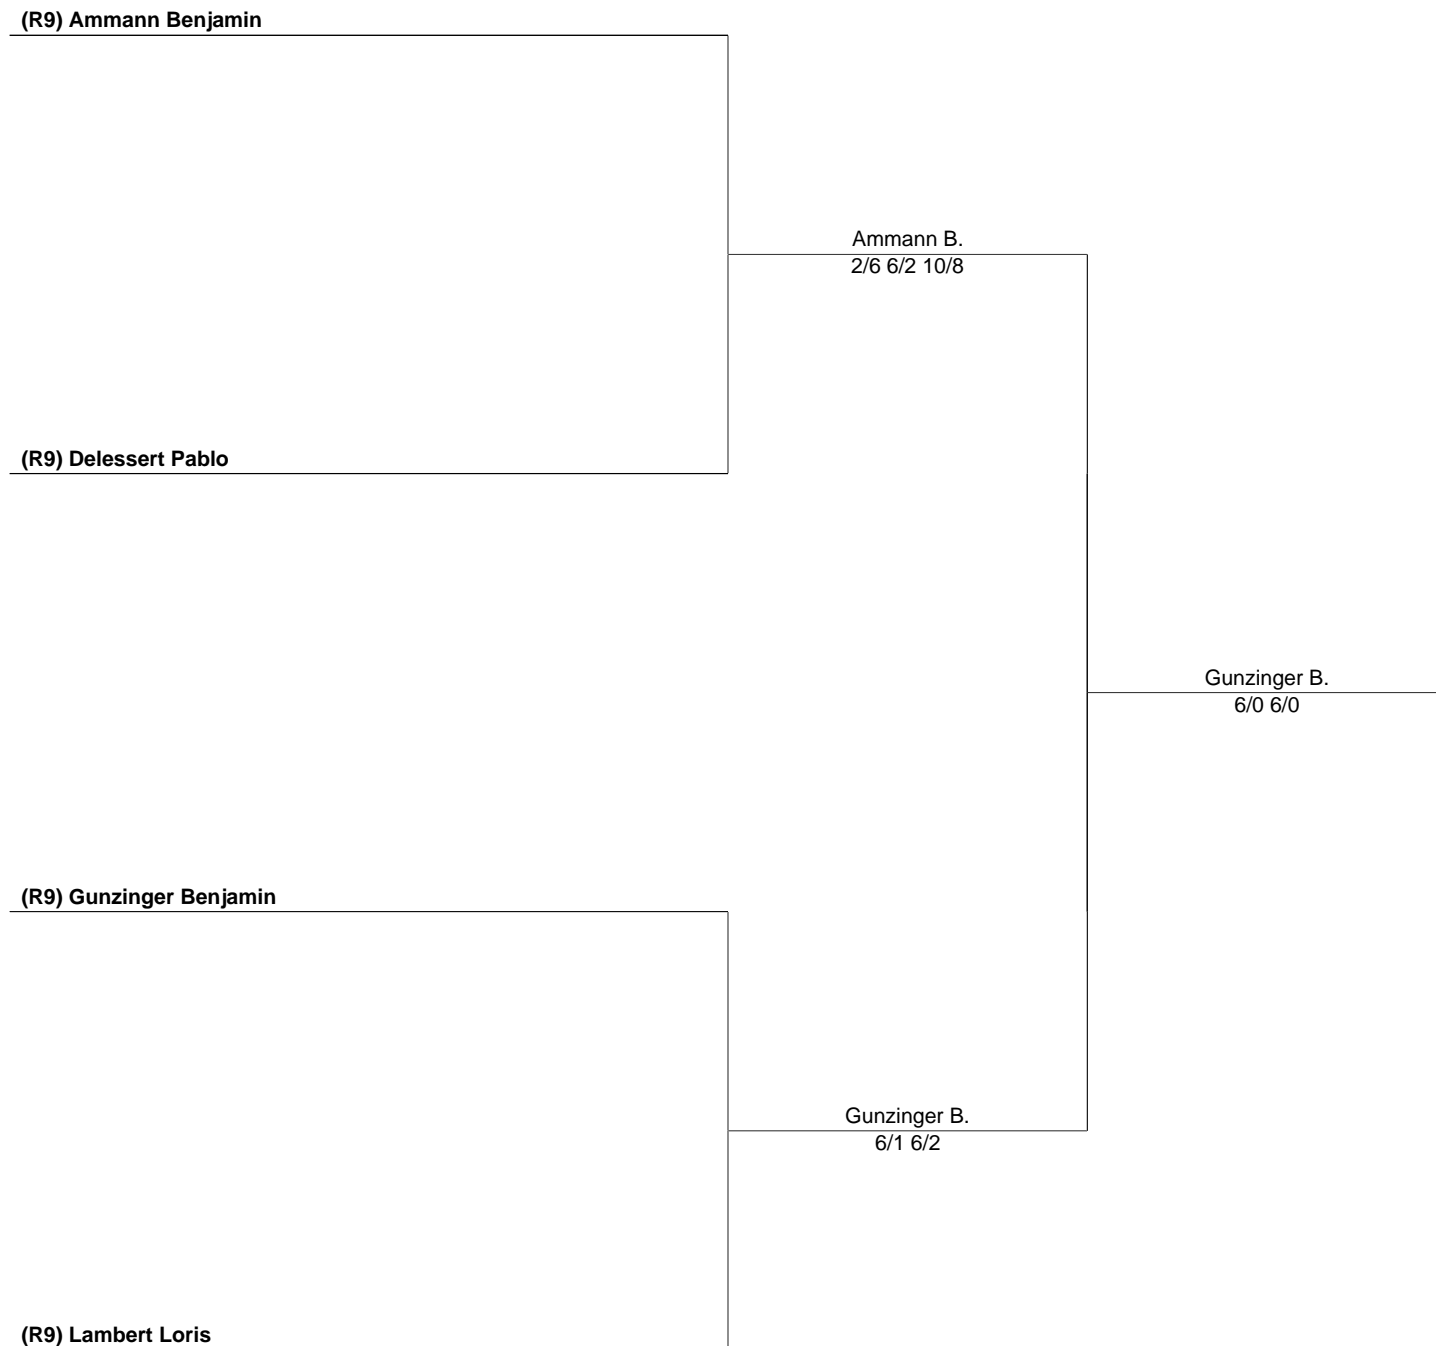 (R9) Ammann Benjamin
Ammann B.
2/6 6/2 10/8
(R9) Delessert Pablo
Gunzinger B.
6/0 6/0
(R9) Gunzinger Benjamin
Gunzinger B.
6/1 6/2
(R9) Lambert Loris